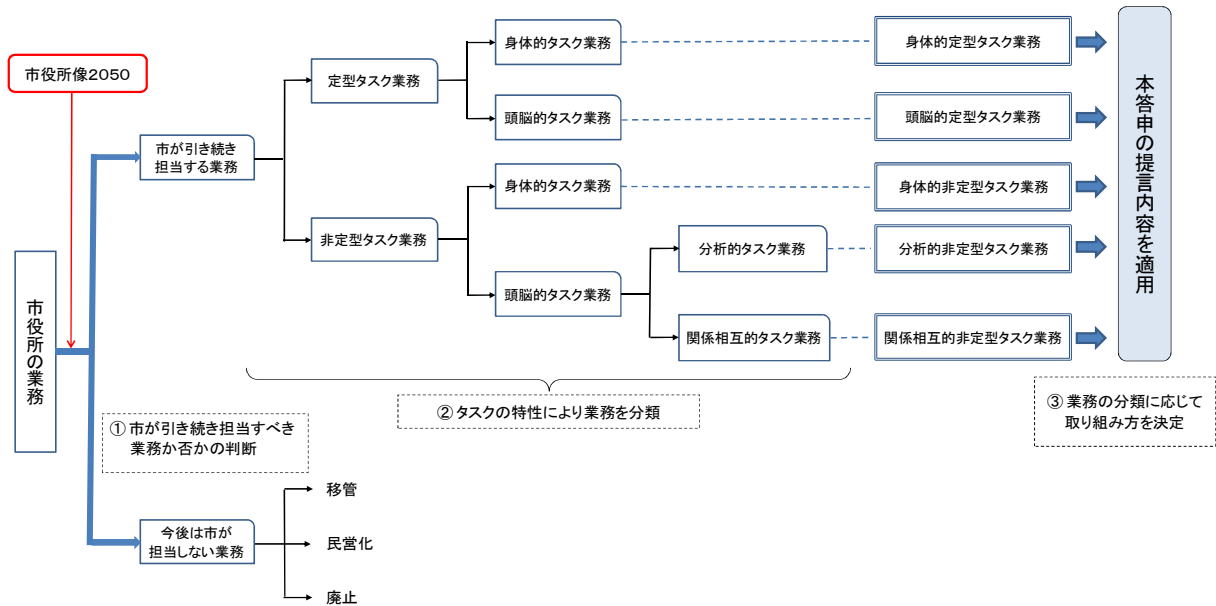 市役所像2050
市役所の業務
市が引き続き
担当する業務
定型タスク業務
非定型タスク業務
身体的タスク業務
頭脳的タスク業務
身体的タスク業務
頭脳的タスク業務
分析的タスク業務
関係相互的タスク業務
身体的定型タスク業務
頭脳的定型タスク業務
身体的非定型タスク業務
分析的非定型タスク業務
関係相互的非定型タスク業務
本答申の提言内容を適用
① 市が引き続き担当すべき
業務か否かの判断
② タスクの特性により業務を分類
③ 業務の分類に応じて
取り組み方を決定
今後は市が
担当しない業務
移管
民営化
廃止